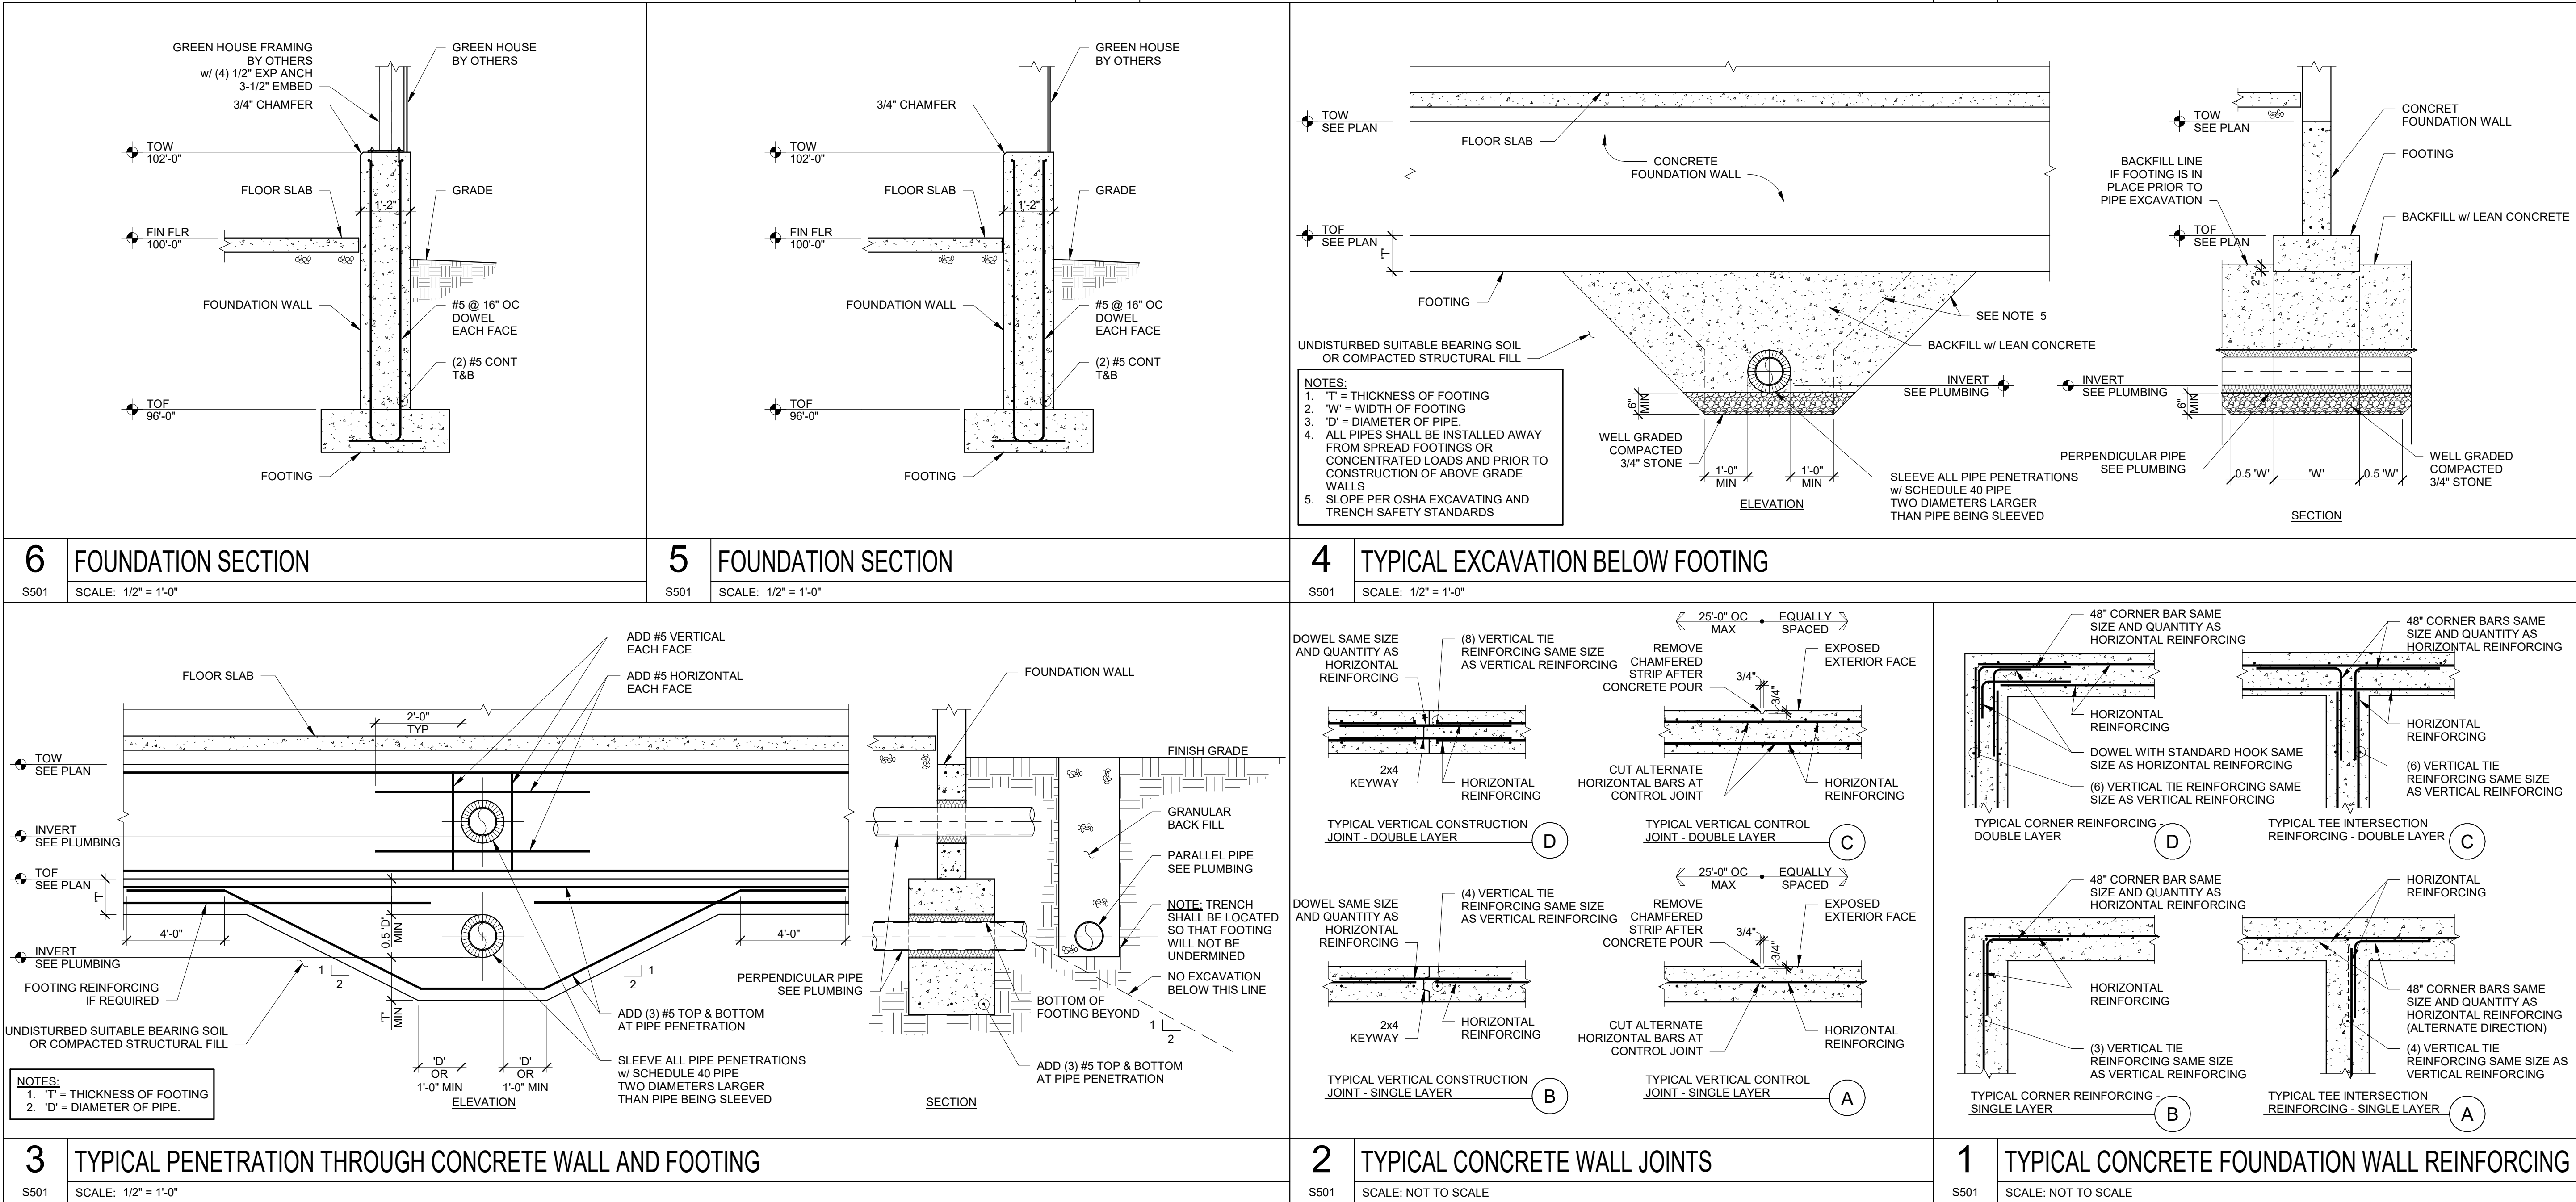 GREEN HOUSE FRAMING
BY OTHERS
w/ (4) 1/2" EXP ANCH
3-1/2" EMBED
3/4" CHAMFER
GREEN HOUSE
BY OTHERS
TOW
102'-0"
FLOOR SLAB
1'-2"
GRADE
FIN FLR
100'-0"
FOUNDATION WALL
#5 @ 16" OC
DOWEL
EACH FACE
(2) #5 CONT
T&B
TOF
96'-0"
FOOTING
6
S501
FOUNDATION SECTION
SCALE: 1/2" = 1'-0"
GREEN HOUSE
BY OTHERS
3/4" CHAMFER
TOW
102'-0"
FLOOR SLAB
1'-2"
GRADE
FIN FLR
100'-0"
FOUNDATION WALL
#5 @ 16" OC
DOWEL
EACH FACE
(2) #5 CONT
T&B
TOF
96'-0"
FOOTING
5
S501
FOUNDATION SECTION
SCALE: 1/2" = 1'-0"
TOW
SEE PLAN
FLOOR SLAB
CONCRETE
FOUNDATION WALL
TOF
SEE PLAN
'T'
FOOTING
SEE NOTE 5
UNDISTURBED SUITABLE BEARING SOIL
OR COMPACTED STRUCTURAL FILL
BACKFILL w/ LEAN CONCRETE
INVERT
SEE PLUMBING
NOTES:
1. 'T' = THICKNESS OF FOOTING
2. 'W' = WIDTH OF FOOTING
3. 'D' = DIAMETER OF PIPE.
4. ALL PIPES SHALL BE INSTALLED AWAY
FROM SPREAD FOOTINGS OR
CONCENTRATED LOADS AND PRIOR TO
CONSTRUCTION OF ABOVE GRADE
WALLS
5. SLOPE PER OSHA EXCAVATING AND
TRENCH SAFETY STANDARDS
6"
MIN
WELL GRADED
COMPACTED
3/4" STONE
1'-0"
MIN
1'-0"
MIN
SLEEVE ALL PIPE PENETRATIONS
w/ SCHEDULE 40 PIPE
TWO DIAMETERS LARGER
THAN PIPE BEING SLEEVED
ELEVATION
TOW
SEE PLAN
CONCRET
FOUNDATION WALL
FOOTING
BACKFILL LINE
IF FOOTING IS IN
PLACE PRIOR TO
PIPE EXCAVATION
BACKFILL w/ LEAN CONCRETE
TOF
SEE PLAN
2"
INVERT
SEE PLUMBING
6"
MIN
PERPENDICULAR PIPE
SEE PLUMBING
0.5 'W'
'W'
0.5 'W'
WELL GRADED
COMPACTED
3/4" STONE
SECTION
4
S501
TYPICAL EXCAVATION BELOW FOOTING
SCALE: 1/2" = 1'-0"
ADD #5 VERTICAL
EACH FACE
FLOOR SLAB
ADD #5 HORIZONTAL
EACH FACE
2'-0"
TYP
TOW
SEE PLAN
INVERT
SEE PLUMBING
TOF
SEE PLAN
'T'
4'-0"
0.5 'D'
MIN
4'-0"
INVERT
SEE PLUMBING
1
2
1
2
FOOTING REINFORCING
IF REQUIRED
'T'
MIN
UNDISTURBED SUITABLE BEARING SOIL
OR COMPACTED STRUCTURAL FILL
ADD (3) #5 TOP & BOTTOM
AT PIPE PENETRATION
'D'
OR
1'-0" MIN
'D'
OR
1'-0" MIN
SLEEVE ALL PIPE PENETRATIONS
w/ SCHEDULE 40 PIPE
TWO DIAMETERS LARGER
THAN PIPE BEING SLEEVED
NOTES:
1. 'T' = THICKNESS OF FOOTING
2. 'D' = DIAMETER OF PIPE.
ELEVATION
FOUNDATION WALL
FINISH GRADE
GRANULAR
BACK FILL
PARALLEL PIPE
SEE PLUMBING
NOTE: TRENCH
SHALL BE LOCATED
SO THAT FOOTING
WILL NOT BE
UNDERMINED
PERPENDICULAR PIPE
SEE PLUMBING
NO EXCAVATION
BELOW THIS LINE
BOTTOM OF
FOOTING BEYOND
1
2
ADD (3) #5 TOP & BOTTOM
AT PIPE PENETRATION
SECTION
3
S501
TYPICAL PENETRATION THROUGH CONCRETE WALL AND FOOTING
SCALE: 1/2" = 1'-0"
DOWEL SAME SIZE
AND QUANTITY AS
HORIZONTAL
REINFORCING
(8) VERTICAL TIE
REINFORCING SAME SIZE
AS VERTICAL REINFORCING
2x4
KEYWAY
HORIZONTAL
REINFORCING
TYPICAL VERTICAL CONSTRUCTION
JOINT - DOUBLE LAYER
D
25'-0" OC
MAX
EQUALLY
SPACED
REMOVE
CHAMFERED
STRIP AFTER
CONCRETE POUR
3/4"
3/4"
EXPOSED
EXTERIOR FACE
CUT ALTERNATE
HORIZONTAL BARS AT
CONTROL JOINT
HORIZONTAL
REINFORCING
TYPICAL VERTICAL CONTROL
JOINT - DOUBLE LAYER
C
DOWEL SAME SIZE
AND QUANTITY AS
HORIZONTAL
REINFORCING
(4) VERTICAL TIE
REINFORCING SAME SIZE
AS VERTICAL REINFORCING
2x4
KEYWAY
HORIZONTAL
REINFORCING
TYPICAL VERTICAL CONSTRUCTION
JOINT - SINGLE LAYER
B
25'-0" OC
MAX
EQUALLY
SPACED
REMOVE
CHAMFERED
STRIP AFTER
CONCRETE POUR
3/4"
3/4"
EXPOSED
EXTERIOR FACE
CUT ALTERNATE
HORIZONTAL BARS AT
CONTROL JOINT
HORIZONTAL
REINFORCING
TYPICAL VERTICAL CONTROL
JOINT - SINGLE LAYER
A
2
S501
TYPICAL CONCRETE WALL JOINTS
SCALE: NOT TO SCALE
48" CORNER BAR SAME
SIZE AND QUANTITY AS
HORIZONTAL REINFORCING
HORIZONTAL
REINFORCING
DOWEL WITH STANDARD HOOK SAME
SIZE AS HORIZONTAL REINFORCING
(6) VERTICAL TIE REINFORCING SAME
SIZE AS VERTICAL REINFORCING
TYPICAL CORNER REINFORCING -
DOUBLE LAYER
D
48" CORNER BARS SAME
SIZE AND QUANTITY AS
HORIZONTAL REINFORCING
HORIZONTAL
REINFORCING
(6) VERTICAL TIE
REINFORCING SAME SIZE
AS VERTICAL REINFORCING
TYPICAL TEE INTERSECTION
REINFORCING - DOUBLE LAYER
C
48" CORNER BAR SAME
SIZE AND QUANTITY AS
HORIZONTAL REINFORCING
HORIZONTAL
REINFORCING
(3) VERTICAL TIE
REINFORCING SAME SIZE
AS VERTICAL REINFORCING
TYPICAL CORNER REINFORCING -
SINGLE LAYER
B
HORIZONTAL
REINFORCING
48" CORNER BARS SAME
SIZE AND QUANTITY AS
HORIZONTAL REINFORCING
(ALTERNATE DIRECTION)
(4) VERTICAL TIE
REINFORCING SAME SIZE AS
VERTICAL REINFORCING
TYPICAL TEE INTERSECTION
REINFORCING - SINGLE LAYER
A
1
S501
TYPICAL CONCRETE FOUNDATION WALL REINFORCING
SCALE: NOT TO SCALE